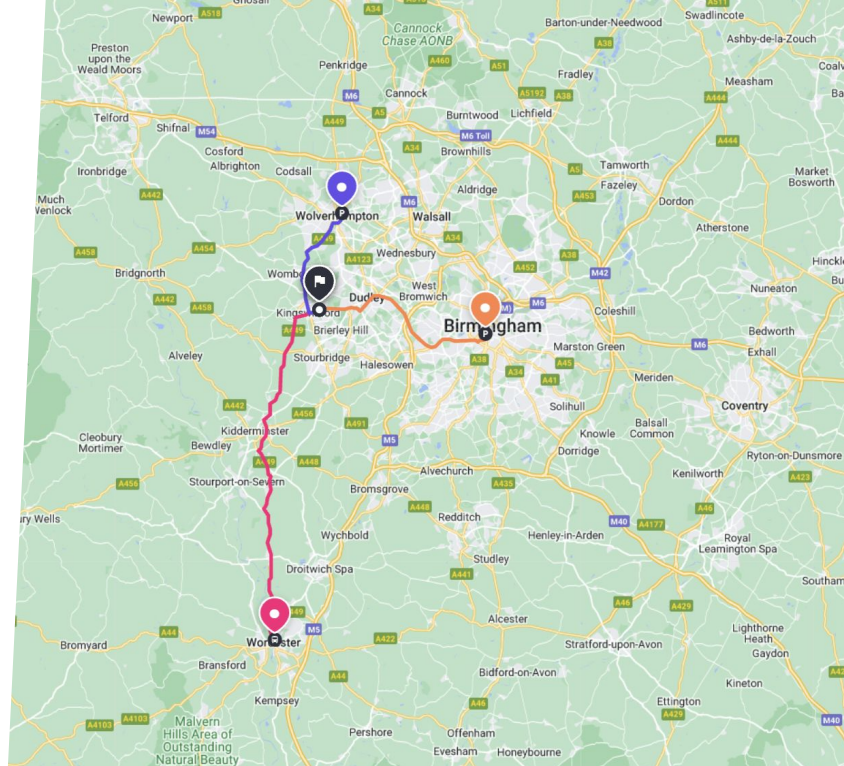 A34
Newport
A518
A511
Swadlincote
Barton-under-Needwood
Cannock
Chase AONB
Ashby-de-la-Zouch
A38
Preston
upon the
Weald Moors
Penkridge
A460
A51
Fradley
Measham
Cannock
A5192
A38
A444
M6
A5
Burntwood
Lichfield
Telford
Shifnal
M54
A449
M6 Toll
A34
Brownhills
A444
Cosford
Albrighton
Codsall
A5
Tamworth
Fazeley
Market
Bosworth
Ironbridge
A442
Aldridge
A453
Dordon
Much
Wenlock
M6
Wolverhampton
P
Walsall
Atherstone
A34
A458
A454
A4123
Wednesbury
A38
A452
M42
Bridgnorth
Nuneaton
A442
A458
Dudley
West
Bromwich
M6
Coleshill
Birmingham
P
Brierley Hill
A449
Bedworth
Exhall
M6
Marston Green
Alveley
Stourbridge
Halesowen
A38
A45
A34
A41
Meriden
Solihull
Coventry
A442
A456
A491
Kidderminster
Knowle
Balsall
Common
Cleobury
Mortimer
Bewdley
M5
Dorridge
A449
A448
Ryton-on-Dunsmore
Alvechurch
Kenilworth
A423
A456
Stourport-on-Severn
A435
Bromsgrove
A448
A46
Redditch
M40
A4177
Wychbold
Henley-in-Arden
Royal
Leamington Spa
Studley
Droitwich Spa
A441
A46
A429
Alcester
M5
A44
A422
Lighthorne
Heath
Bromyard
Worcester
Stratford-upon-Avon
Gaydon
Bransford
A44
Bidford-on-Avon
Kineton
Kempsey
A46
Ettington
A429
A4103
A4103
M40
Malvern
Hills Area of
Outstanding
Natural Beauty
Pershore
Offenham
Evesham
Honeybourne